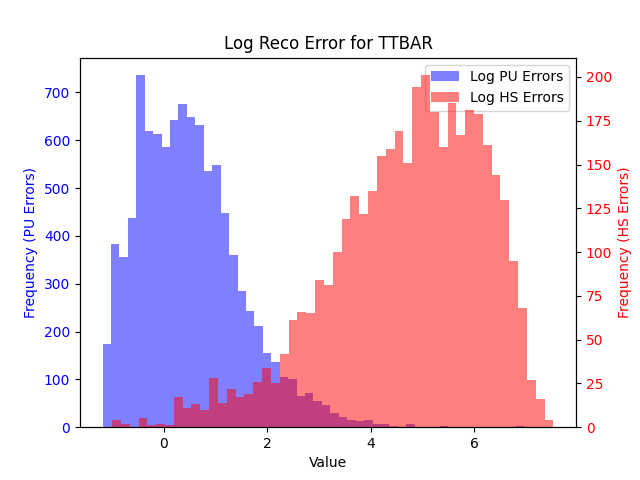 Log Reco Error for TTBAR
Log PU Errors
Log HS Errors
Frequency (PU Errors)
700
600
500
400
300
200
100
0
200
175
150
125
100
75
50
25
0
Frequency (HS Errors)
0 2 4 6
Value